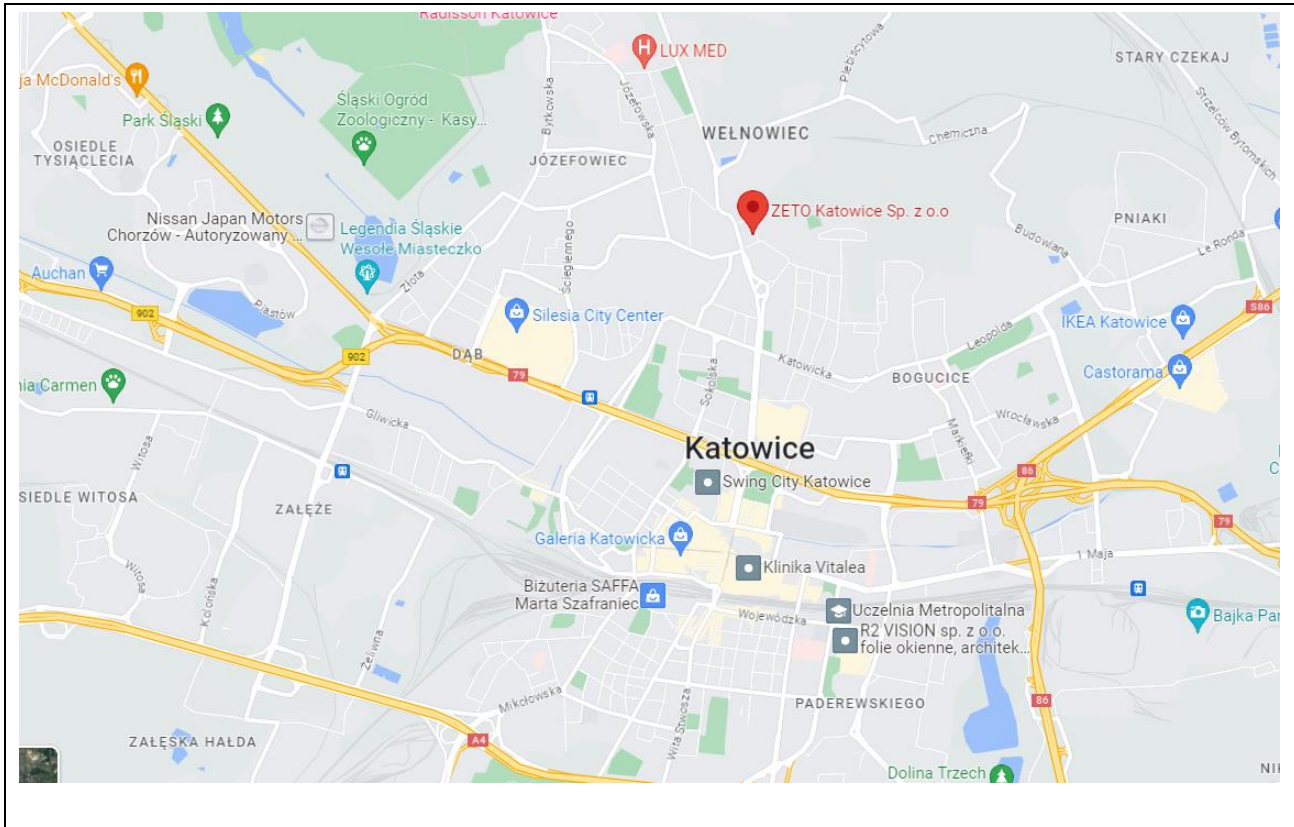 Radisson Katowice
LUX MED
Plebiscytowa
STARY CZEKAJ
ja McDonald's
Śląski Ogród
Zoologiczny - Kasy...
Park Śląski
Bytkowska
Józefowska
Strzelców Bytomskich
WEŁNOWIEC
Chemiczna
OSIEDLE
TYSIĄCLECIA
JÓZEFOWIEC
ZETO Katowice Sp. z o.o
Nissan Japan Motors
Chorzów - Autoryzowany ...
Legendia Śląskie
Wesołe Miasteczko
PNIAKI
Budowlana
Le Ronda
Ściegiennego
Auchan
Złota
Piastów
902
S86
Silesia City Center
IKEA Katowice
Leopolda
902
DĄB
Katowicka
BOGUCICE
Castorama
79
nia Carmen
Sokolska
Gliwicka
Wrocławska
Markiefki
Katowice
Witosa
86
Swing City Katowice
SIEDLE WITOSA
ZAŁĘŻE
79
79
Galeria Katowicka
1 Maja
Klinika Vitalea
Witosa
Kolońska
Biżuteria SAFFA
Marta Szafraniec
Wojewódzka
Uczelnia Metropolitalna
R2 VISION sp. z o.o.
folie okienne, architek...
Bajka Par
Żeliwna
Mikołowska
Wita Stwosza
PADEREWSKIEGO
86
ZAŁĘSKA HAŁDA
A4
Dolina Trzech
NIK